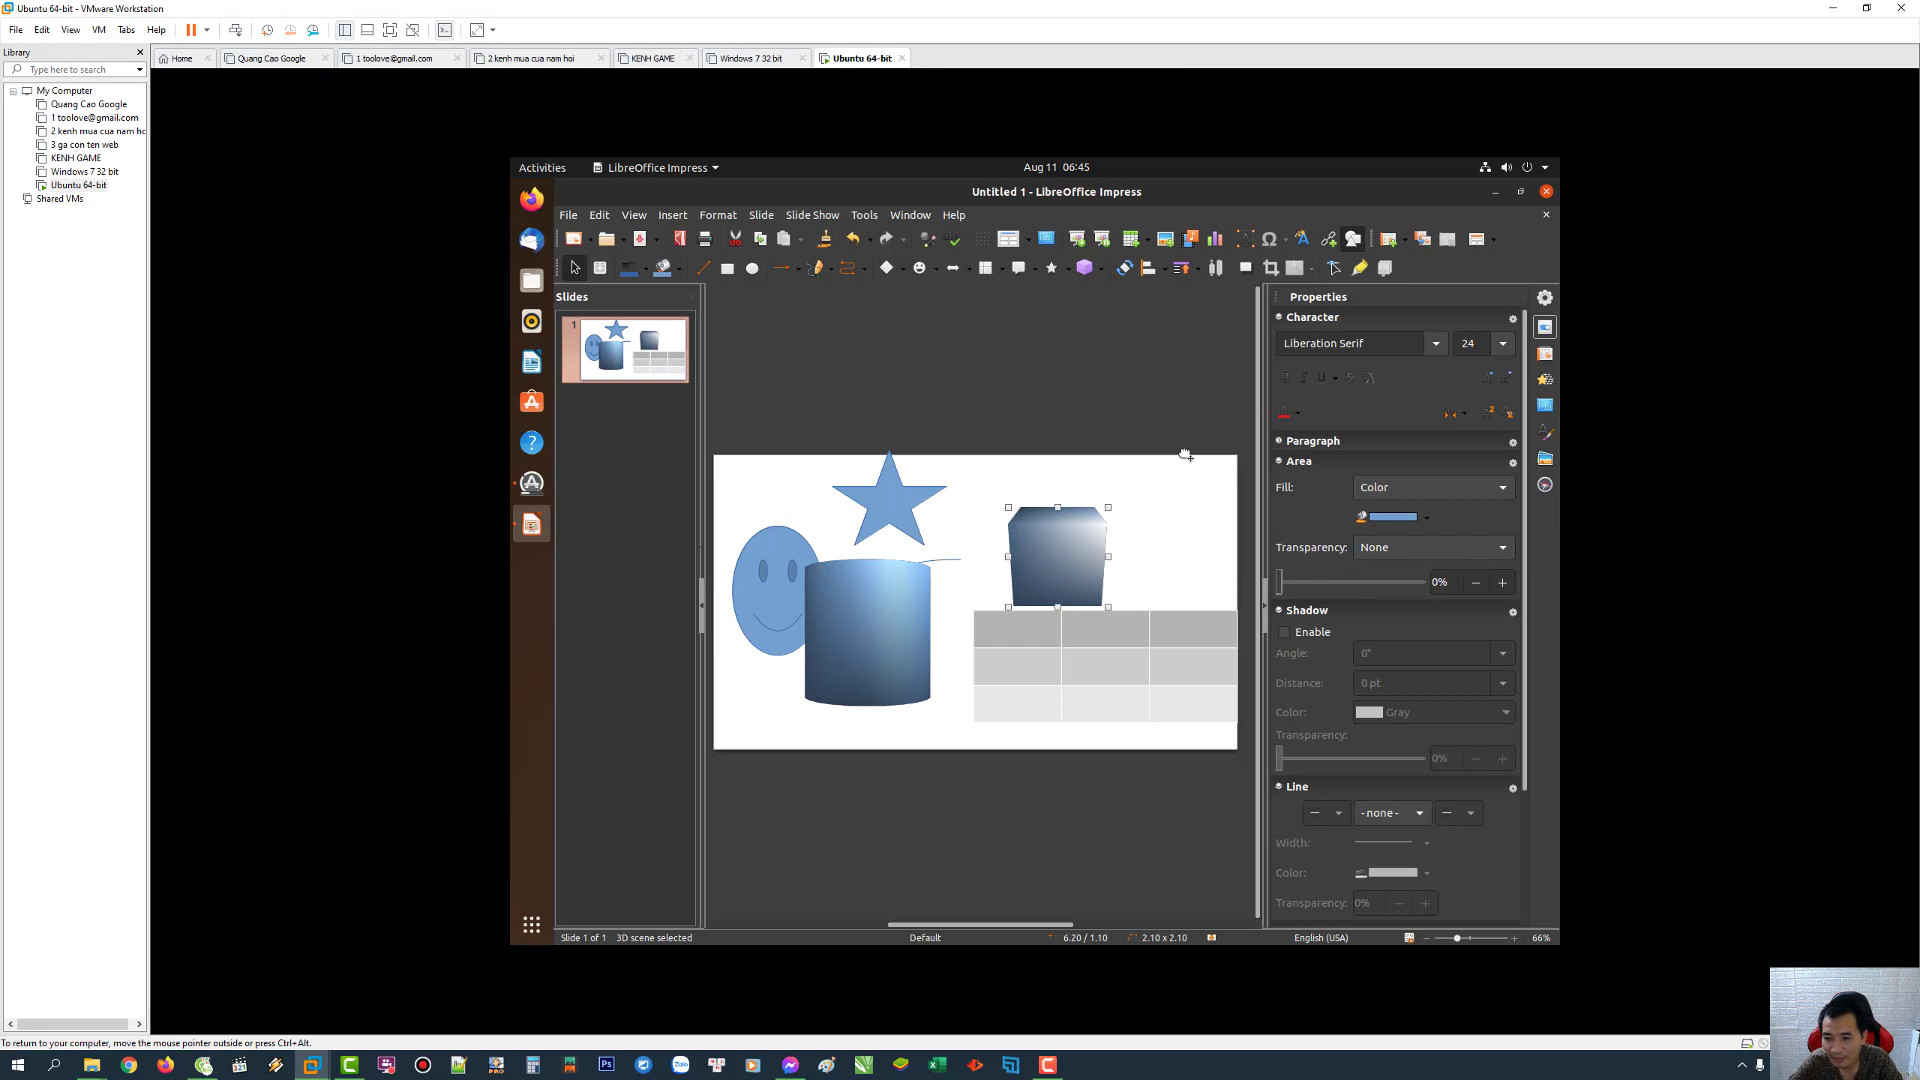 Ubuntu 64-bit - VMware Workstation
File Edit View VM Tabs Help
Library
Type here to search
Home
Quang Cao Google
1 toolove@gmail.com
2 kenh mua cua nam hoi
KENH GAME
Windows 7 32 bit
Ubuntu 64-bit
My Computer
Quang Cao Google
1 toolove@gmail.com
2 kenh mua cua nam hc
3 ga con ten web
KENH GAME
Windows 7 32 bit
Ubuntu 64-bit
Shared VMs
Activities LibreOffice Impress Aug 11 06:45
Untitled 1 - LibreOffice Impress
File Edit View Insert Format Slide Slide Show Tools Window Help
Slides
1
Properties
Character
Liberation Serif 24
Paragraph
Area
Fill: Color
Transparency: None
0%
Shadow
Enable
Angle: 0°
Distance: 0 pt
Color: Gray
Transparency:
0%
Line
-none-
Width:
Color:
Transparency: 0%
Slide 1 of 1 3D scene selected Default 6.20 / 1.10 2.10 x 2.10 English (USA) 66%
To return to your computer, move the mouse pointer outside or press Ctrl+Alt.